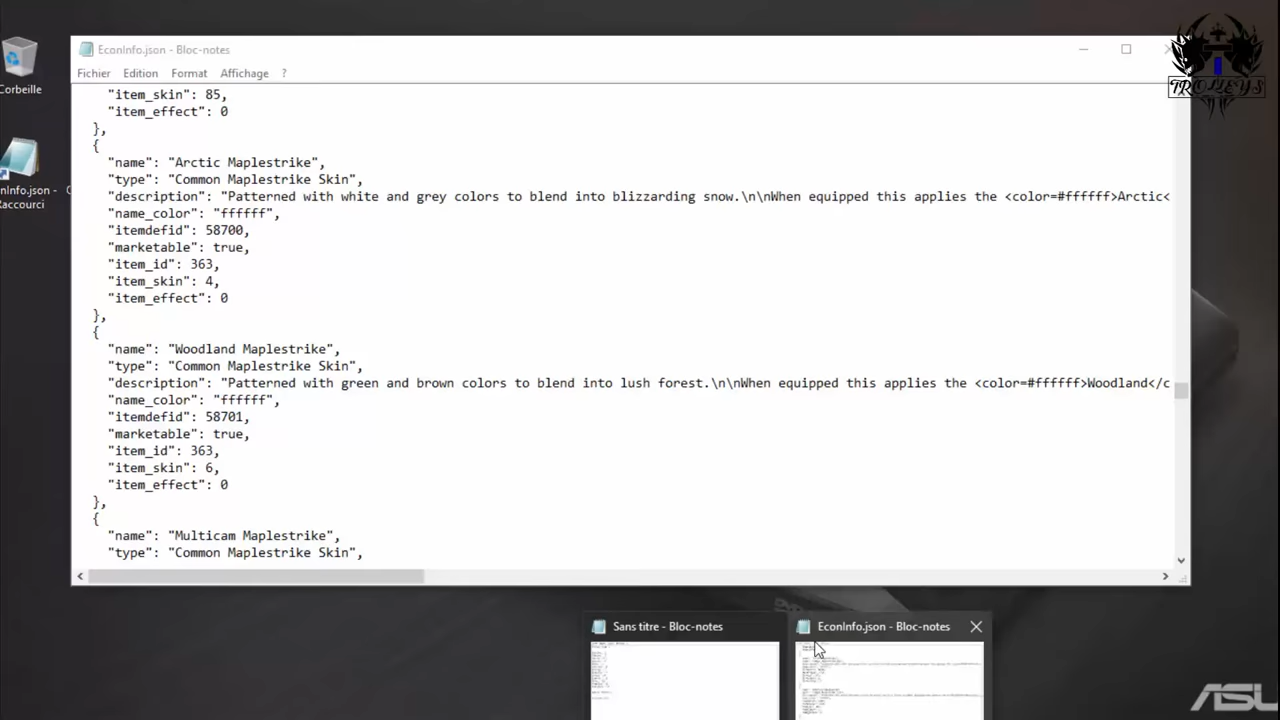 EconInfo.json - Bloc-notes
Fichier Edition Format Affichage ?
TROLLEYS
Corbeille
nInfo.json -
Raccourci
"item_skin": 85,
"item_effect": 0
},
{
"name": "Arctic Maplestrike",
"type": "Common Maplestrike Skin",
"description": "Patterned with white and grey colors to blend into blizzarding snow.\n\nWhen equipped this applies the <color=#ffffff>Arctic<
"name_color": "ffffff",
"itemdefid": 58700,
"marketable": true,
"item_id": 363,
"item_skin": 4,
"item_effect": 0
},
{
"name": "Woodland Maplestrike",
"type": "Common Maplestrike Skin",
"description": "Patterned with green and brown colors to blend into lush forest.\n\nWhen equipped this applies the <color=#ffffff>Woodland</c
"name_color": "ffffff",
"itemdefid": 58701,
"marketable": true,
"item_id": 363,
"item_skin": 6,
"item_effect": 0
},
{
"name": "Multicam Maplestrike",
"type": "Common Maplestrike Skin",
Sans titre - Bloc-notes
EconInfo.json - Bloc-notes